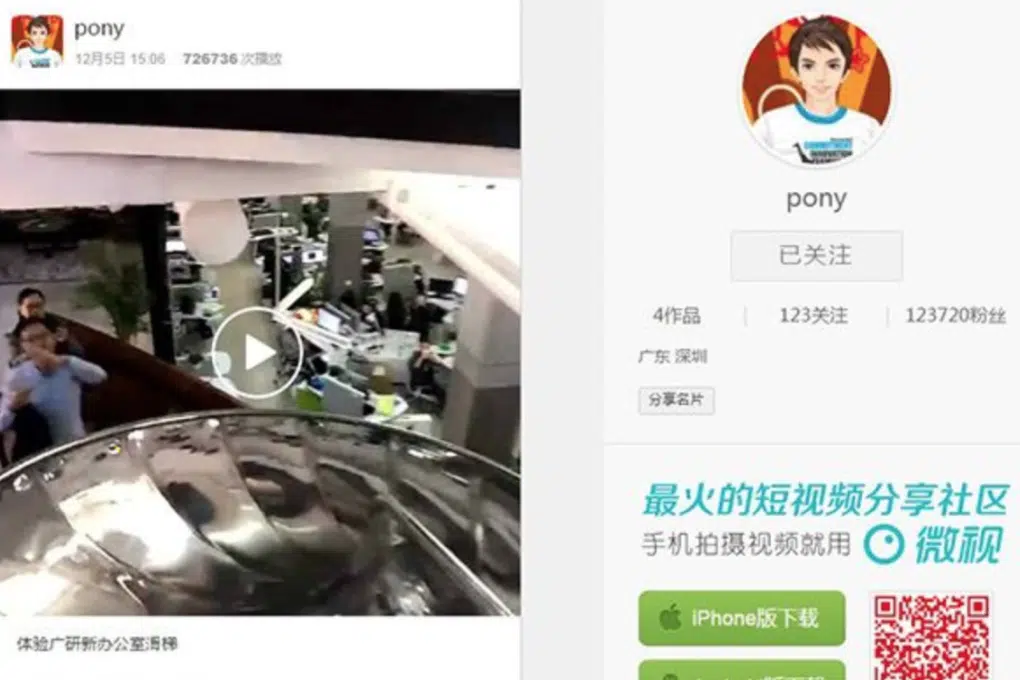 pony
12月5日 15:06 726736 次播放
体验广研新办公室滑梯
pony
已关注
4作品 | 123关注 | 123720粉丝
广东 深圳
分享名片
最火的短视频分享社区
手机拍摄视频就用 微视
iPhone版下载